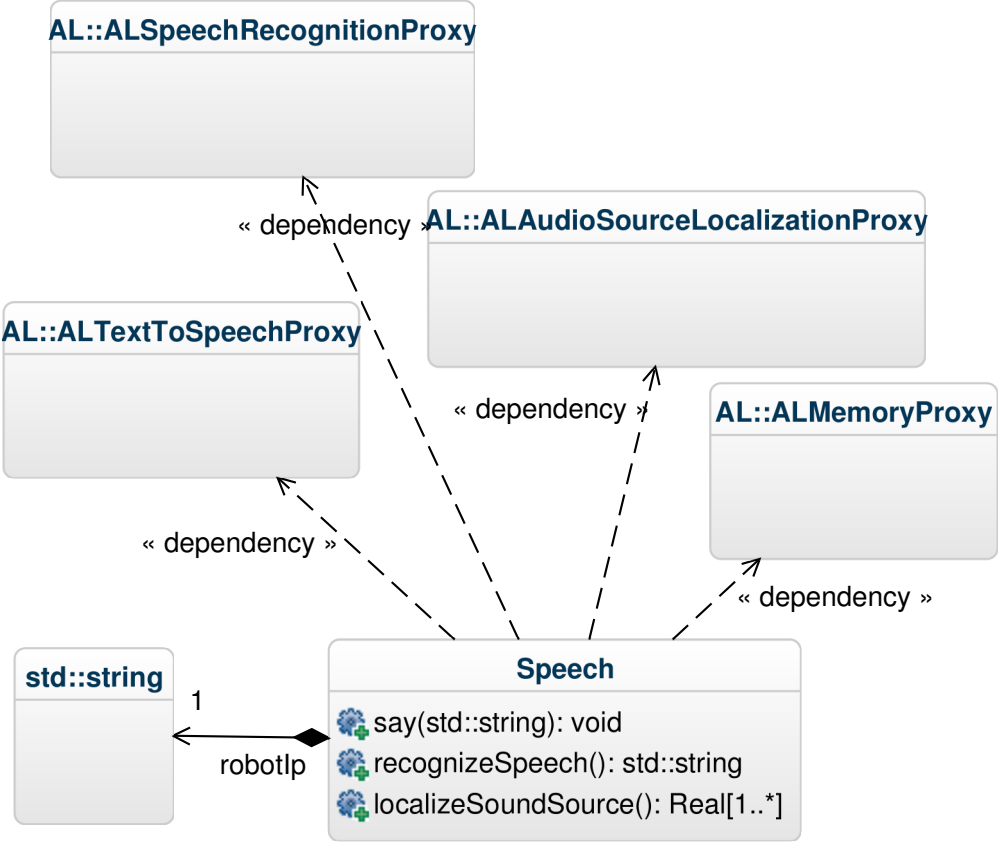 AL::ALSpeechRecognitionProxy
« dependency »
AL::ALAudioSourceLocalizationProxy
AL::ALTextToSpeechProxy
« dependency »
AL::ALMemoryProxy
« dependency »
« dependency »
std::string
1
robotIp
Speech
say(std::string): void
recognizeSpeech(): std::string
localizeSoundSource(): Real[1..*]